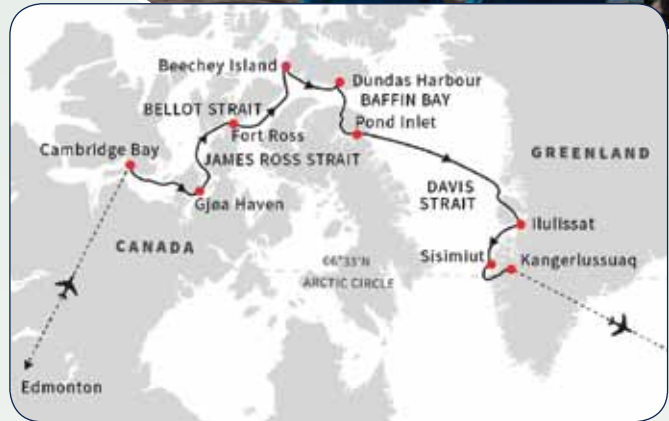 Beechey Island
Dundas Harbour
BAFFIN BAY
BELLOT STRAIT
Fort Ross
Pond Inlet
Cambridge Bay
JAMES ROSS STRAIT
GREENLAND
Gjøa Haven
DAVIS
STRAIT
Ilulissat
CANADA
66°33'N
ARCTIC CIRCLE
Sisimiut
Kangerlussuaq
Edmonton